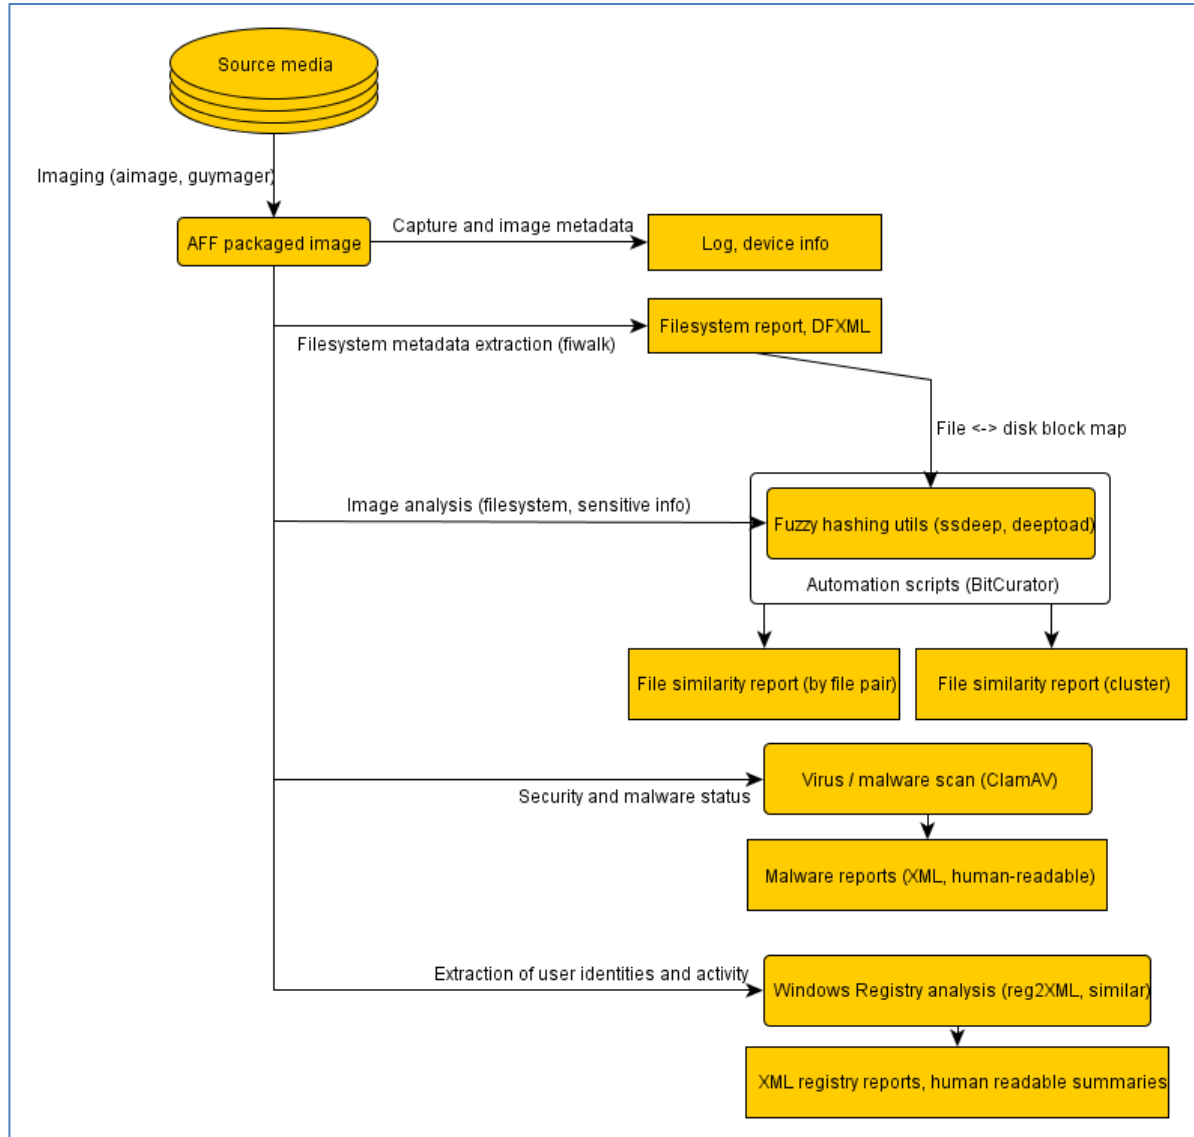 Source media
Imaging (aimage, guymager)
AFF packaged image
Capture and image metadata
Log, device info
Filesystem report, DFXML
Filesystem metadata extraction (fiwalk)
File <-> disk block map
Image analysis (filesystem, sensitive info)
Fuzzy hashing utils (ssdeep, deeptoad)
Automation scripts (BitCurator)
File similarity report (by file pair)
File similarity report (cluster)
Virus / malware scan (ClamAV)
Security and malware status
Malware reports (XML, human-readable)
Extraction of user identities and activity
Windows Registry analysis (reg2XML, similar)
XML registry reports, human readable summaries